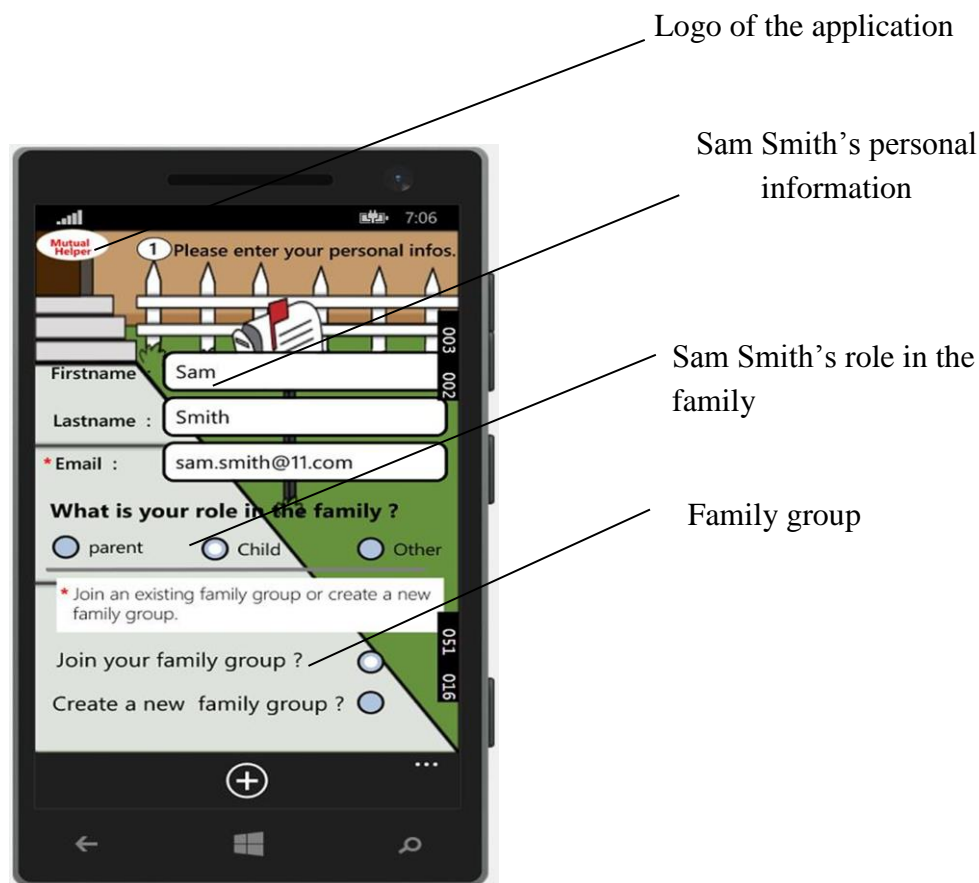 Logo of the application
Sam Smith’s personal
information
7:06
Mutual
Helper
1 Please enter your personal infos.
003 002
Firstname : Sam
Lastname : Smith
* Email : sam.smith@11.com
Sam Smith’s role in the
family
What is your role in the family ?
parent Child Other
Family group
* Join an existing family group or create a new
family group.
Join your family group ?
051 016
Create a new family group ?